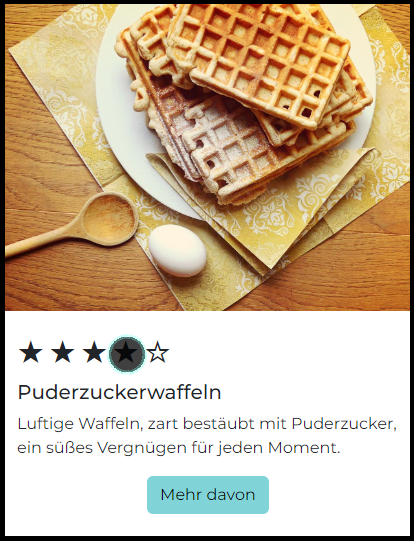 Puderzuckerwaffeln
Luftige Waffeln, zart bestäubt mit Puderzucker,
ein süßes Vergnügen für jeden Moment.
Mehr davon